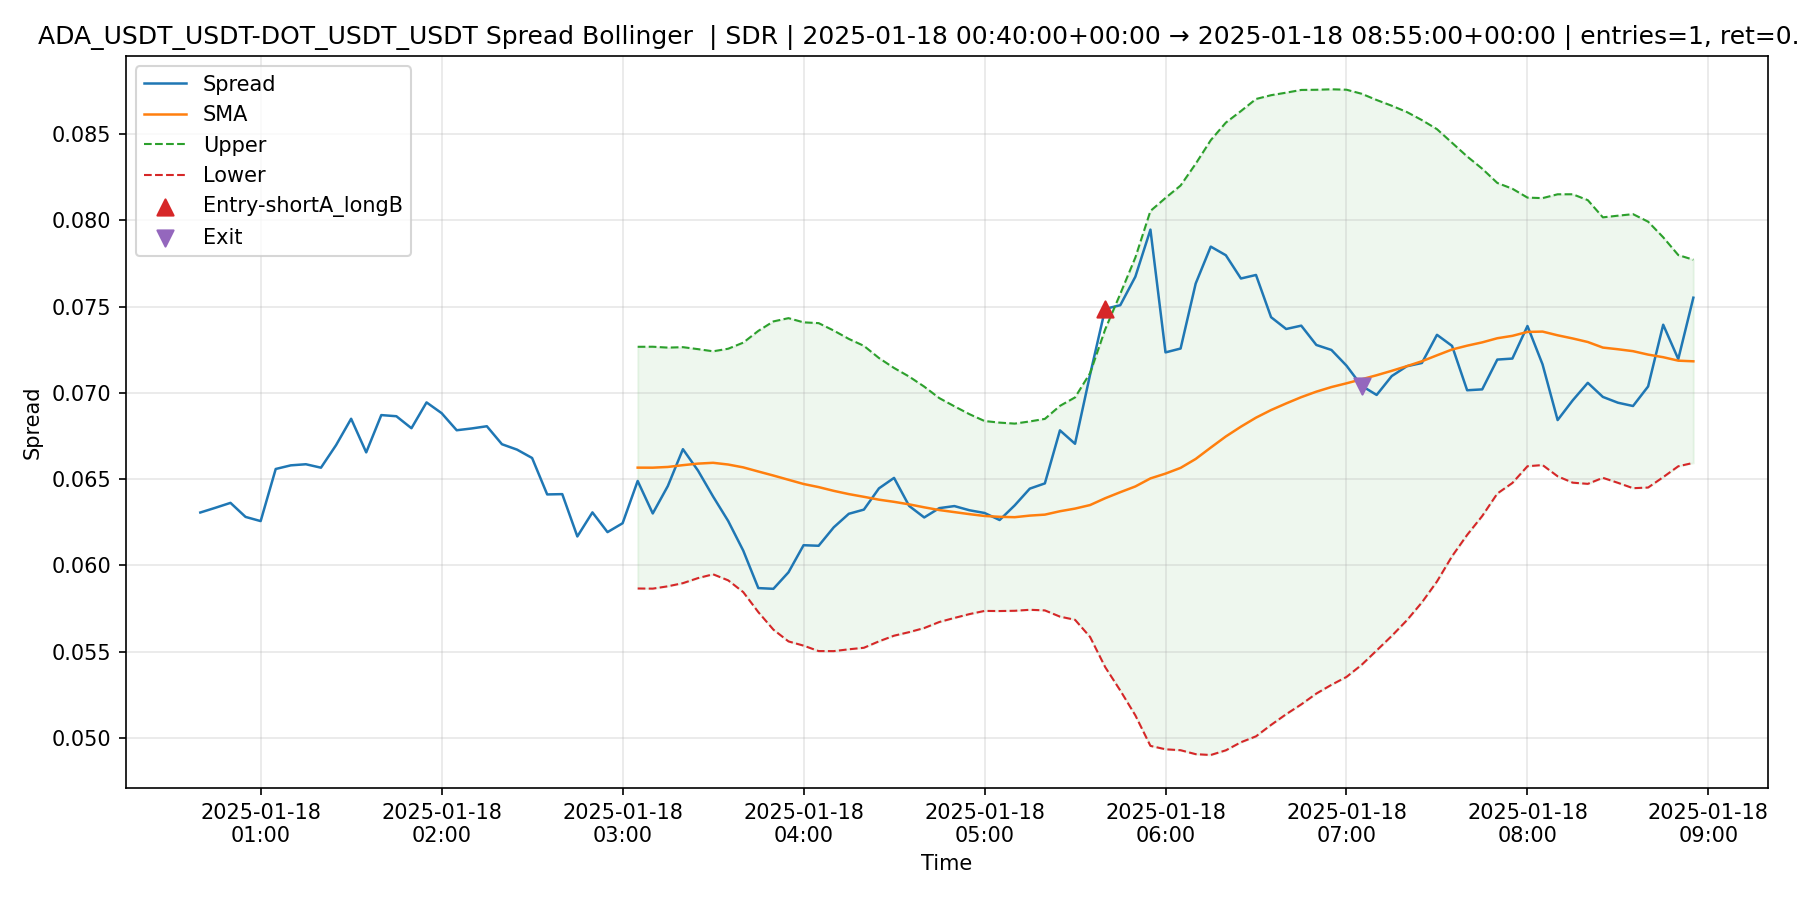 ADA_USDT_USDT-DOT_USDT_USDT Spread Bollinger | SDR | 2025-01-18 00:40:00+00:00 → 2025-01-18 08:55:00+00:00 | entries=1, ret=0.
Spread
SMA
Upper
Lower
Entry-shortA_longB
Exit
0.085
0.080
0.075
0.070
0.065
0.060
0.055
0.050
Spread
2025-01-18 2025-01-18 2025-01-18 2025-01-18 2025-01-18 2025-01-18 2025-01-18 2025-01-18 2025-01-18
01:00 02:00 03:00 04:00 05:00 06:00 07:00 08:00 09:00
Time